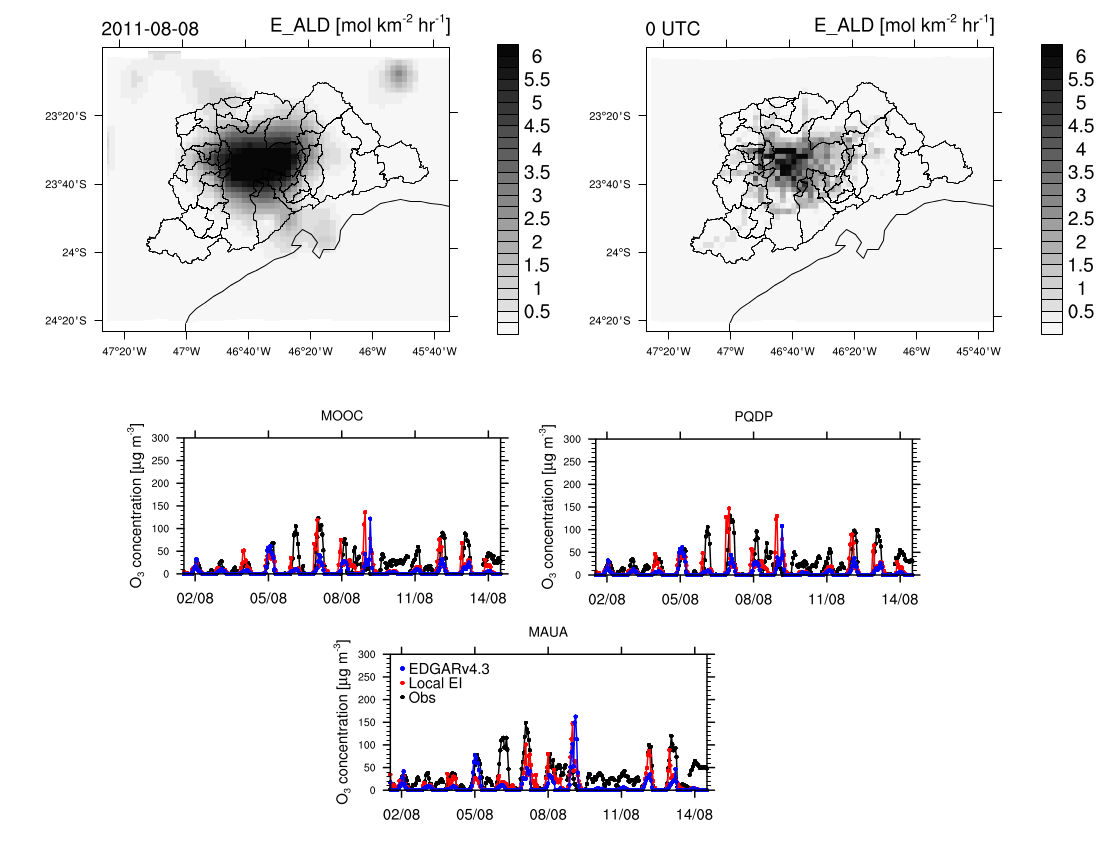 2011-08-08 E_ALD [mol km-2 hr-1]
0 UTC E_ALD [mol km-2 hr-1]
6
5.5
5
4.5
4
3.5
3
2.5
2
1.5
1
0.5
23°20'S
23°40'S
24°S
24°20'S
47°20'W 47°W 46°40'W 46°20'W 46°W 45°40'W
6
5.5
5
4.5
4
3.5
3
2.5
2
1.5
1
0.5
23°20'S
23°40'S
24°S
24°20'S
47°20'W 47°W 46°40'W 46°20'W 46°W 45°40'W
MOOC
O3 concentration [µg m-3]
300
250
200
150
100
50
0
02/08 05/08 08/08 11/08 14/08
PQDP
O3 concentration [µg m-3]
300
250
200
150
100
50
0
02/08 05/08 08/08 11/08 14/08
MAUA
O3 concentration [µg m-3]
300
250
200
150
100
50
0
EDGARv4.3
Local EI
Obs
02/08 05/08 08/08 11/08 14/08